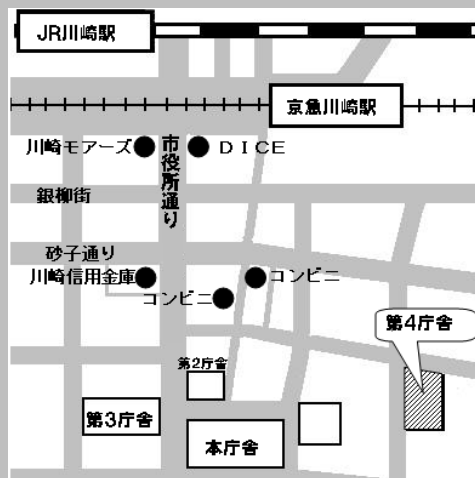 JR川崎駅
京急川崎駅
川崎モアーズ
市役所通り
DICE
銀柳街
砂子通り
川崎信用金庫
コンビニ
コンビニ
第4庁舎
第2庁舎
第3庁舎
本庁舎